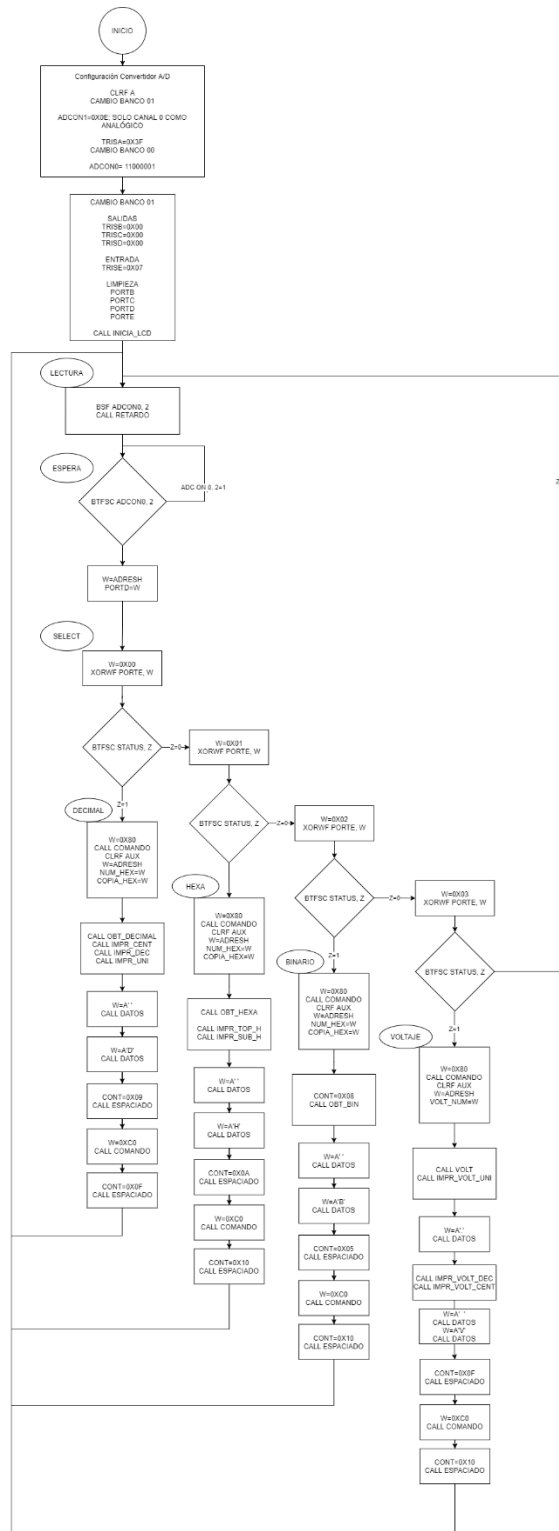 INICIO
Configuración Convertidor A/D
CLRF A
CAMBIO BANCO 01
ADCON1=0X0E; SOLO CANAL 0 COMO
ANALÓGICO
TRISA=0X3F
CAMBIO BANCO 00
ADCON0= 11000001
CAMBIO BANCO 01
SALIDAS
TRISB=0X00
TRISC=0X00
TRISD=0X00
ENTRADA
TRISE=0X07
LIMPIEZA
PORTB
PORTC
PORTD
PORTE
CALL INICIA_LCD
LECTURA
BSF ADCON0, 2
CALL RETARDO
ESPERA
BTFSC ADCON0, 2
ADC ON 0, 2=1
W=ADRESH
PORTD=W
SELECT
W=0X00
XORWF PORTE, W
BTFSC STATUS, Z
Z=0
Z=1
W=0X01
XORWF PORTE, W
BTFSC STATUS, Z
Z=0
W=0X02
XORWF PORTE, W
BTFSC STATUS, Z
Z=0
Z=1
W=0X03
XORWF PORTE, W
BTFSC STATUS, Z
Z=1
Z
DECIMAL
W=0X80
CALL COMANDO
CLRF AUX
W=ADRESH
NUM_HEX=W
COPIA_HEX=W
CALL OBT_DECIMAL
CALL IMPR_CENT
CALL IMPR_DEC
CALL IMPR_UNI
W=A' '
CALL DATOS
W=A'D'
CALL DATOS
CONT=0X09
CALL ESPACIADO
W=0XC0
CALL COMANDO
CONT=0X0F
CALL ESPACIADO
HEXA
W=0X80
CALL COMANDO
CLRF AUX
W=ADRESH
NUM_HEX=W
COPIA_HEX=W
CALL OBT_HEXA
CALL IMPR_TOP_H
CALL IMPR_SUB_H
W=A' '
CALL DATOS
W=A'H'
CALL DATOS
CONT=0X0A
CALL ESPACIADO
W=0XC0
CALL COMANDO
CONT=0X10
CALL ESPACIADO
BINARIO
W=0X80
CALL COMANDO
CLRF AUX
W=ADRESH
NUM_HEX=W
COPIA_HEX=W
CONT=0X08
CALL OBT_BIN
W=A' '
CALL DATOS
W=A'B'
CALL DATOS
CONT=0X05
CALL ESPACIADO
W=0XC0
CALL COMANDO
CONT=0X10
CALL ESPACIADO
VOLTAJE
W=0X80
CALL COMANDO
CLRF AUX
W=ADRESH
VOLT_NUM=W
CALL VOLT
CALL IMPR_VOLT_UNI
CALL DATOS
CALL IMPR_VOLT_DEC
CALL IMPR_VOLT_CENT
W=A' '
CALL DATOS
W=A'V'
CALL DATOS
CONT=0X0F
CALL ESPACIADO
W=0XC0
CALL COMANDO
CONT=0X10
CALL ESPACIADO